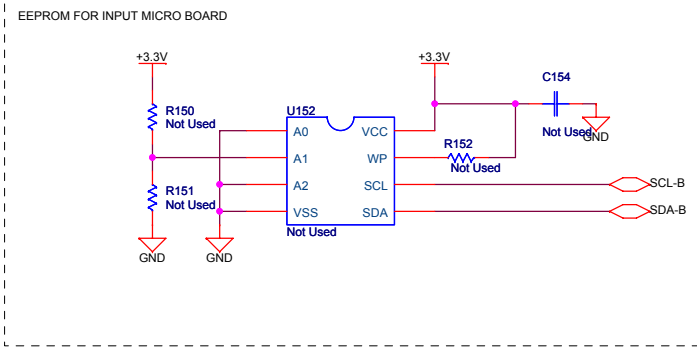 EEPROM FOR INPUT MICRO BOARD
+3.3V
+3.3V
C154
R150
Not Used
U152
A0
VCC
Not Used
GND
R152
A1
WP
Not Used
R151
Not Used
A2
SCL
SCL-B
VSS
SDA
SDA-B
Not Used
GND
GND